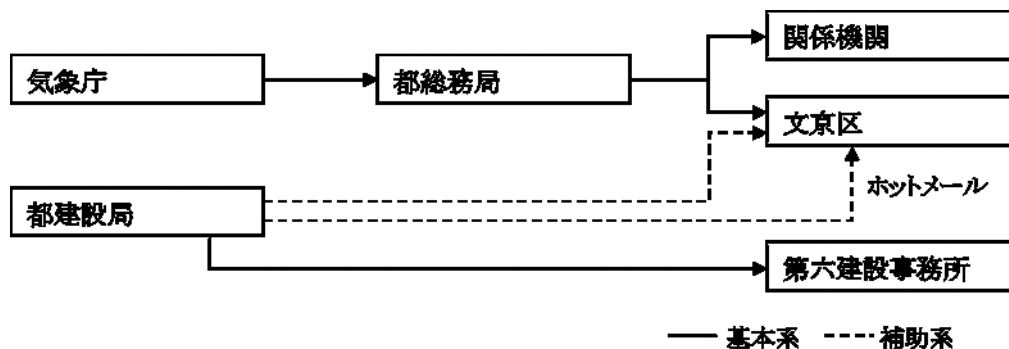 関係機関
気象庁
都総務局
文京区
ホットメール
都建設局
第六建設事務所
基本系
補助系